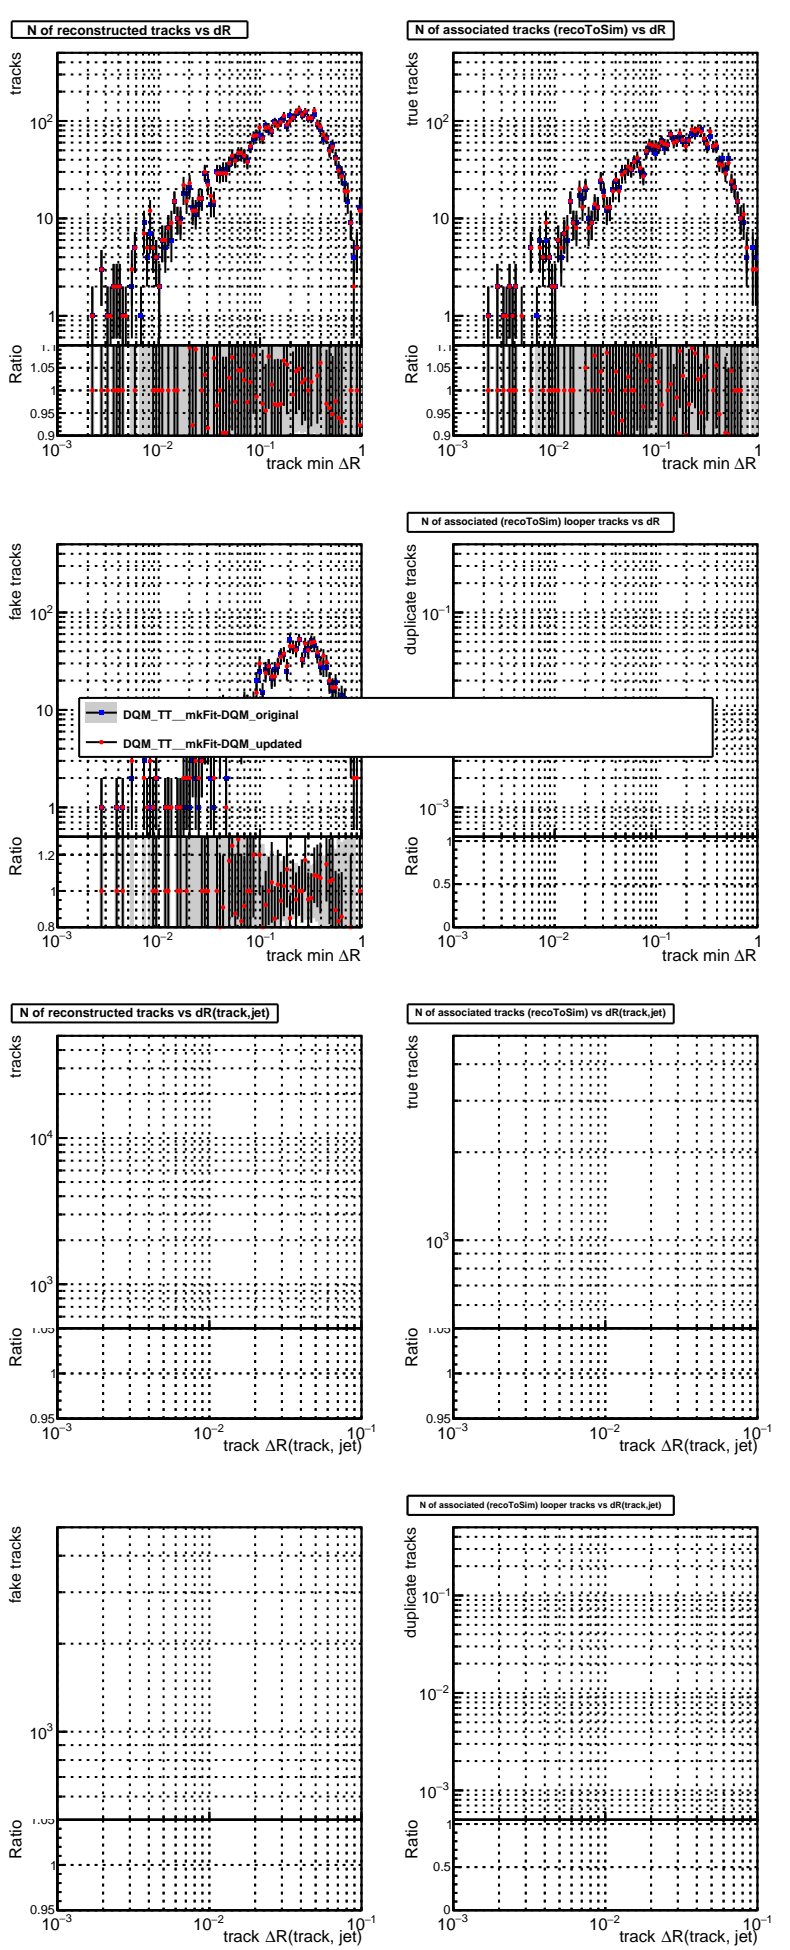 N of reconstructed tracks vs dR
N of associated tracks (recoToSim) vs dR
tracks
10²
10
1
Ratio
1.1
1.05
1
0.95
0.9
10⁻³ 10⁻² 10⁻¹ 1
track min ΔR
true tracks
10²
10
1
Ratio
1.1
1.05
1
0.95
0.9
10⁻³ 10⁻² 10⁻¹ 1
track min ΔR
N of associated (recoToSim) looper tracks vs dR
fake tracks
10²
10
1
Ratio
1.2
1
0.8
10⁻³ 10⁻² 10⁻¹ 1
track min ΔR
duplicate tracks
10⁻¹
10⁻³
Ratio
1
0.5
0
10⁻³ 10⁻² 10⁻¹ 1
track min ΔR
DQM_TT__mkFit-DQM_original
DQM_TT__mkFit-DQM_updated
N of reconstructed tracks vs dR(track,jet)
N of associated tracks (recoToSim) vs dR(track,jet)
tracks
10⁴
10³
Ratio
1.05
1
0.95
10⁻³ 10⁻² 10⁻¹
track ΔR(track, jet)
true tracks
10³
Ratio
1.05
1
0.95
10⁻³ 10⁻² 10⁻¹
track ΔR(track, jet)
N of associated (recoToSim) looper tracks vs dR(track,jet)
fake tracks
10³
Ratio
1.05
1
0.95
10⁻³ 10⁻² 10⁻¹
track ΔR(track, jet)
duplicate tracks
10⁻¹
10⁻²
10⁻³
Ratio
1
0.5
0
10⁻³ 10⁻² 10⁻¹
track ΔR(track, jet)